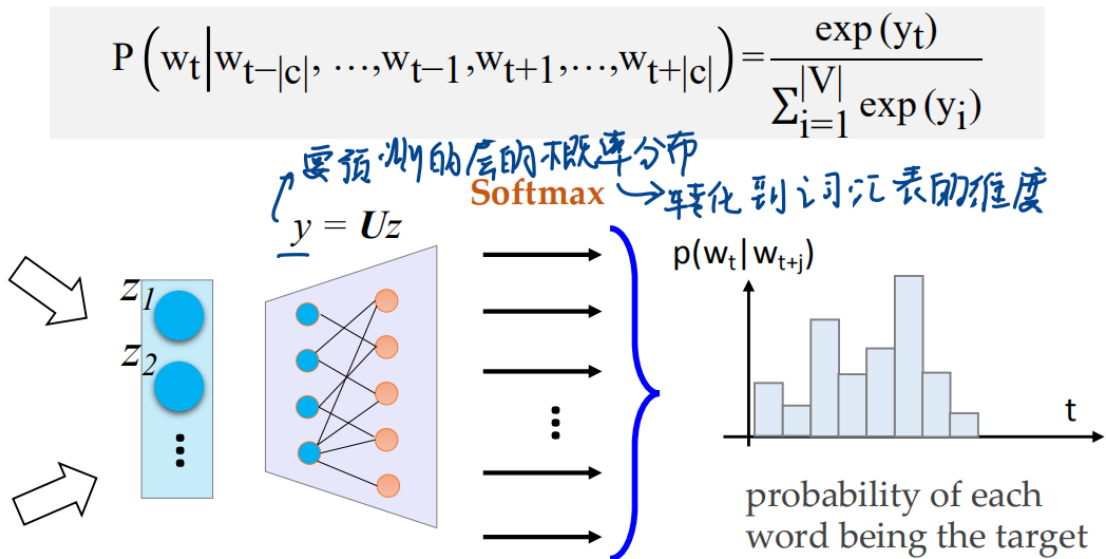 P(w_t|w_{t-|c|}, …,w_{t-1},w_{t+1},…,w_{t+|c|})=exp(y_t)/∑_{i=1}^{|V|} exp(y_i)
要预测的层的概率分布
Softmax
转化到词汇表的维度
y = Uz
p(w_t|w_{t+j})
z_1
z_2
t
probability of each
word being the target